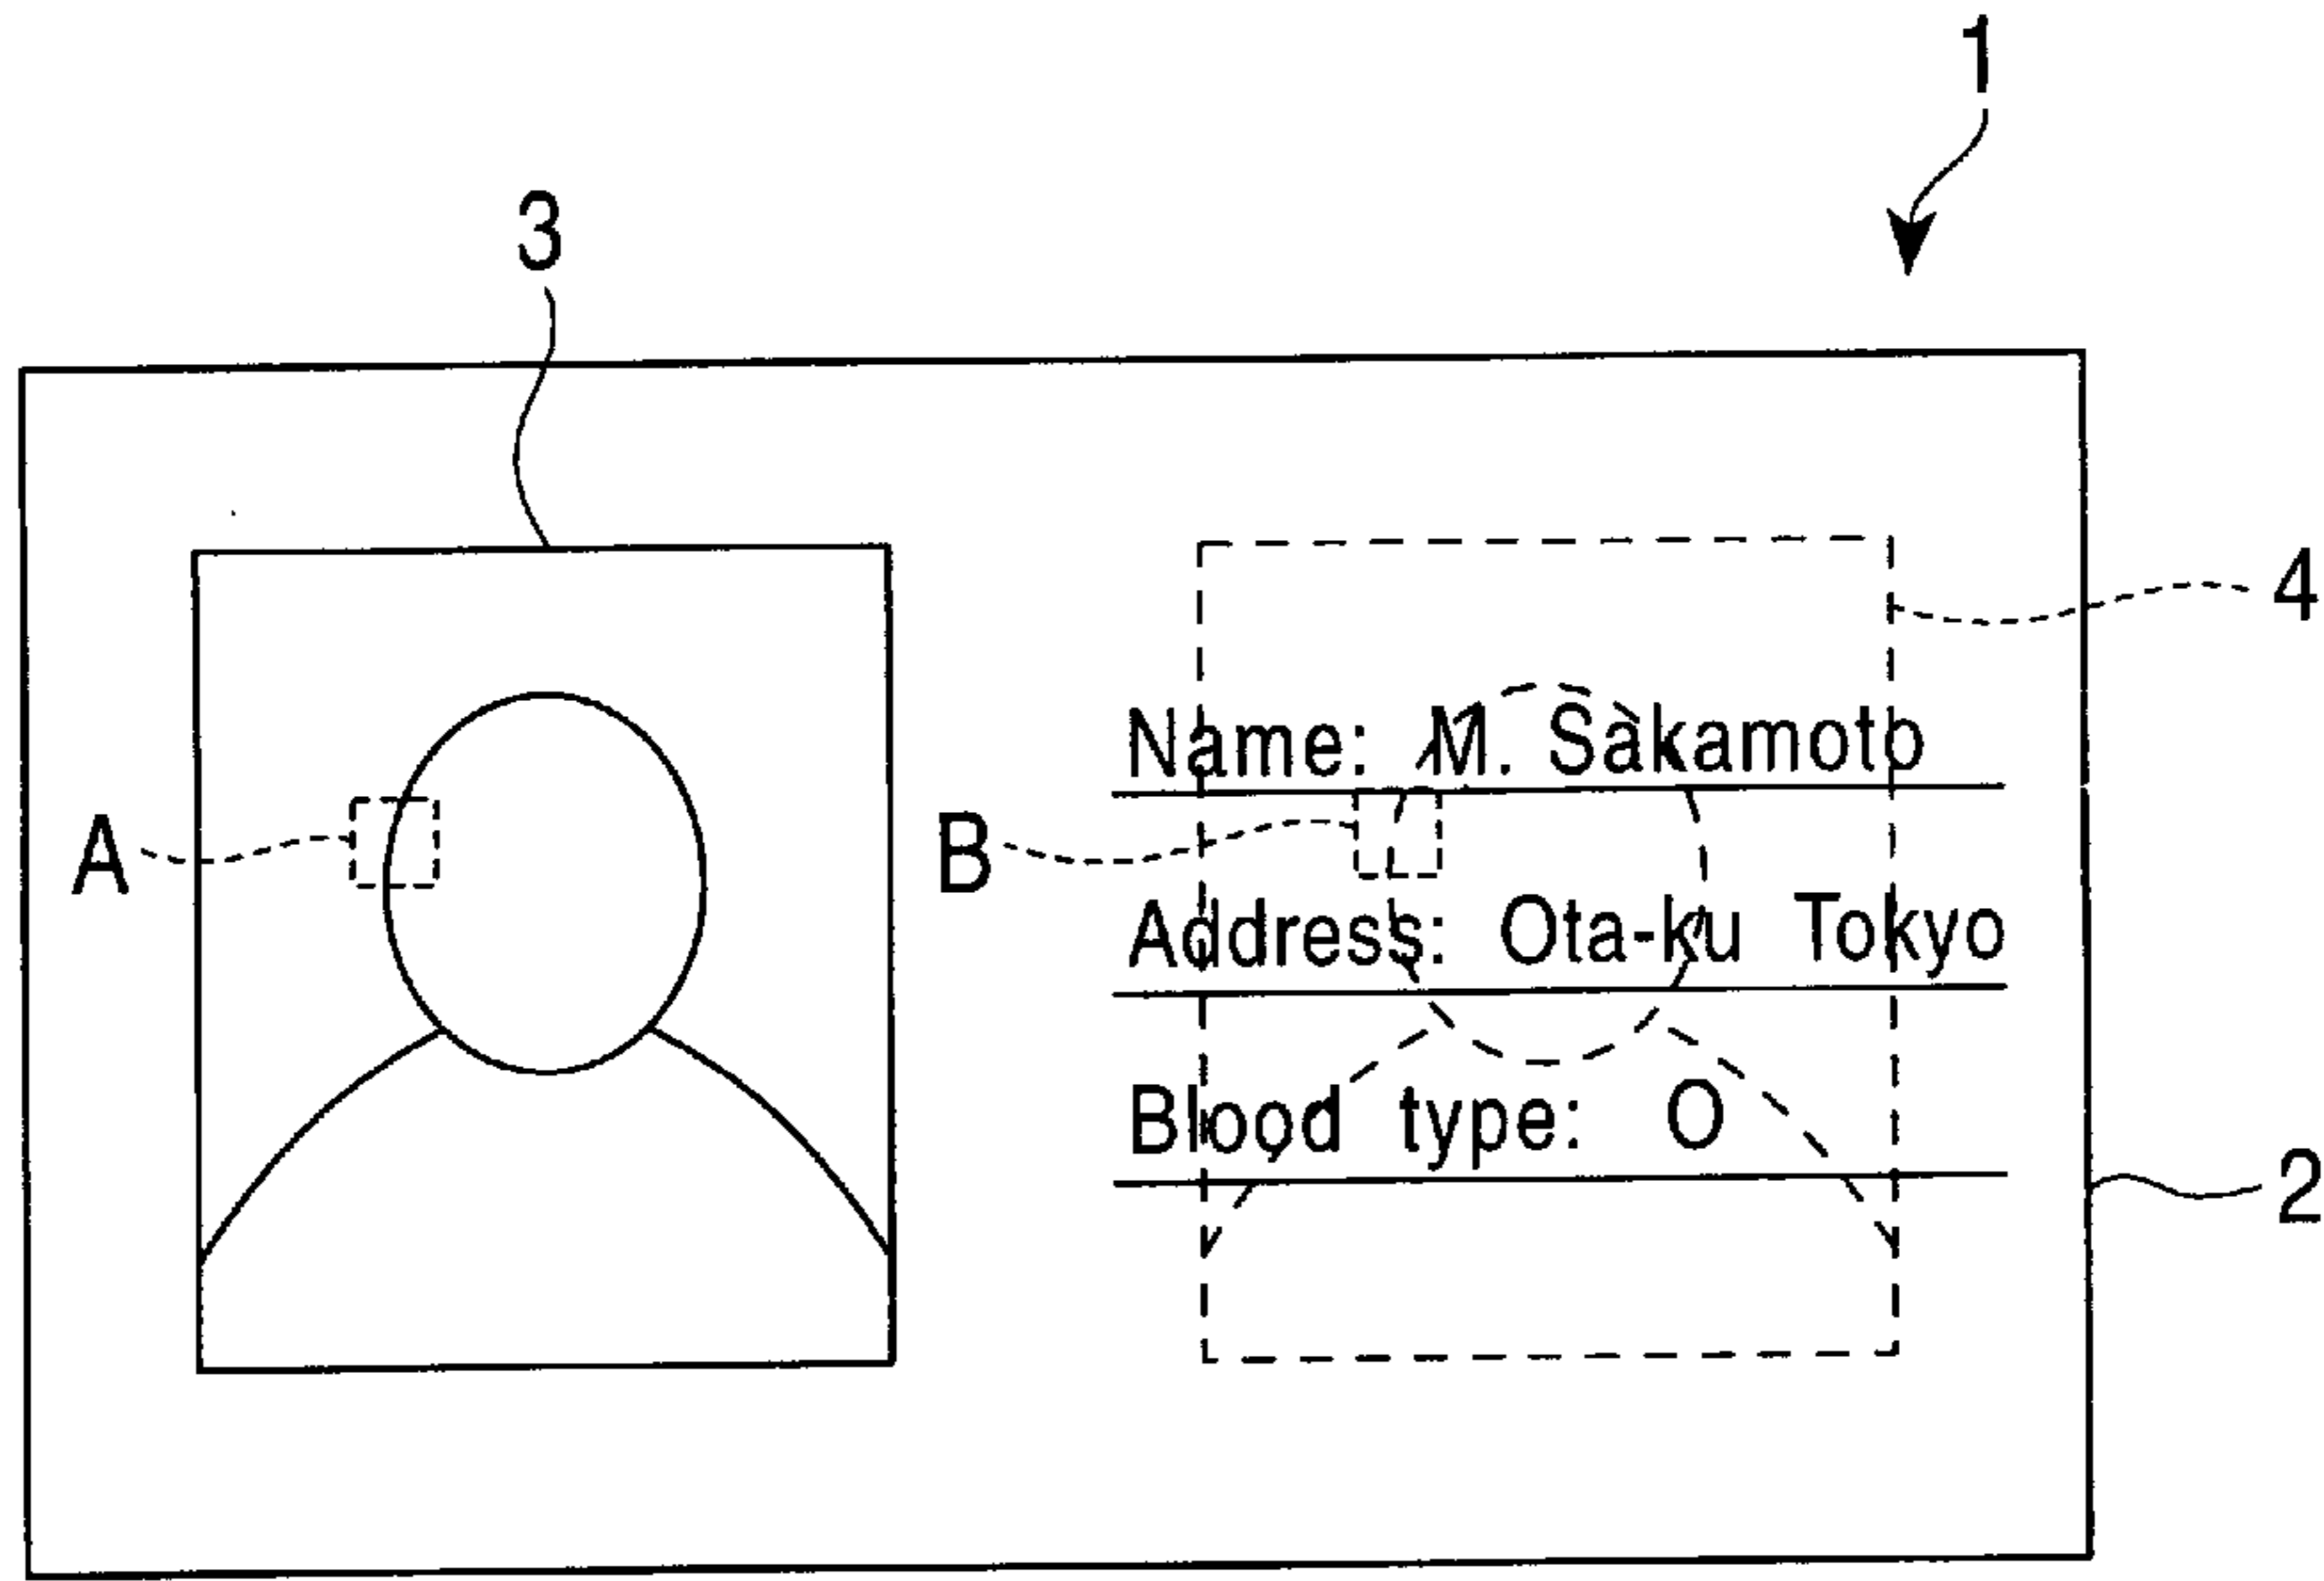 1
3
4
Name: M. Sakamoto
A
B
Address: Ota-ku Tokyo
Blood type: O
2